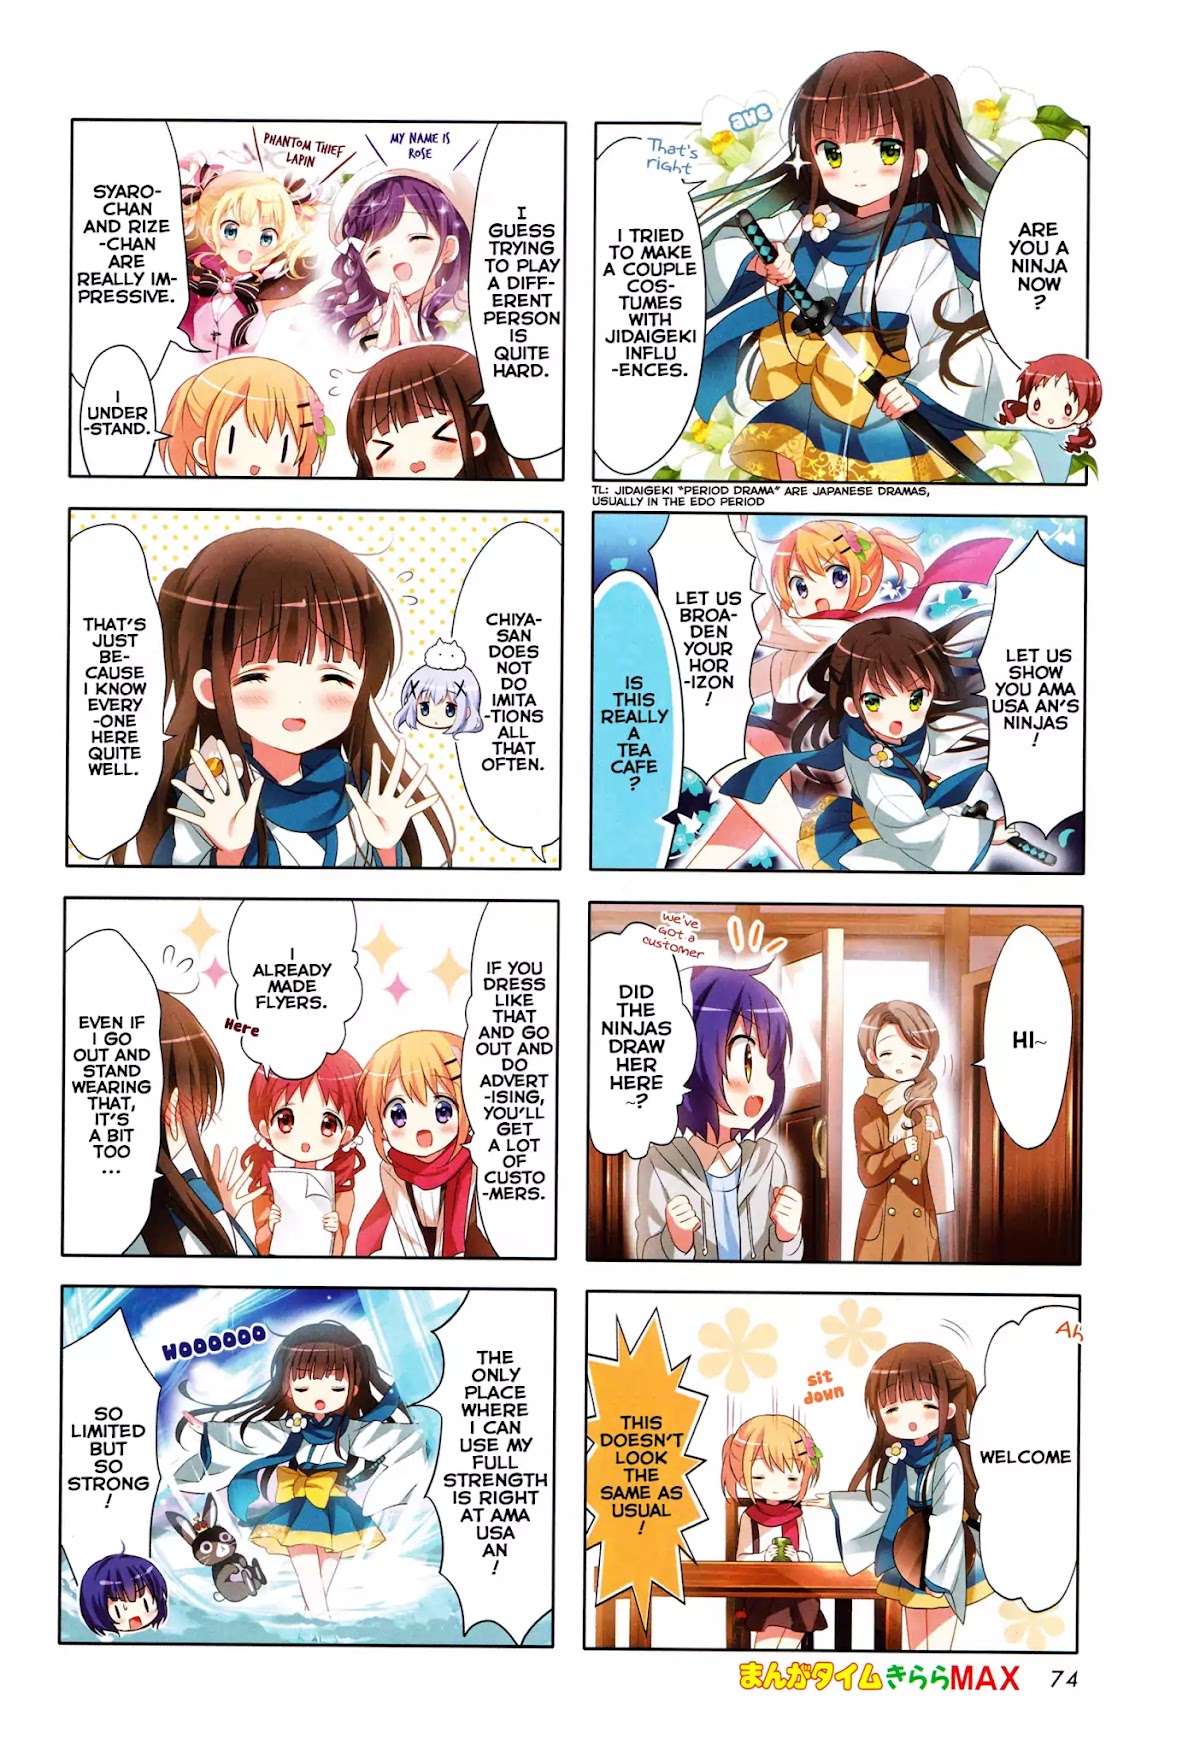 ARE
YOU A
NINJA
NOW
?
awe
That's
right
I TRIED
TO MAKE
A COUPLE
COS-
TUMES
WITH
JIDAIGEKI
INFLU
-ENCES.
TL: JIDAIGEKI "PERIOD DRAMA" ARE JAPANESE DRAMAS,
USUALLY IN THE EDO PERIOD
LET US
SHOW
YOU AMA
USA AN'S
NINJAS
!
LET US
BROA-
DEN
YOUR
HOR
-IZON
!
IS
THIS
REALLY
A
TEA
CAFE
?
HI~
we've
got a
customer
DID
THE
NINJAS
DRAW
HER
HERE
~?
Ah
WELCOME
sit
down
THIS
DOESN'T
LOOK
THE
SAME AS
USUAL
!
I
GUESS
TRYING
TO PLAY
A DIFF-
ERENT
PERSON
IS
QUITE
HARD.
MY NAME IS
ROSE
PHANTOM THIEF
LAPIN
SYARO-
CHAN
AND RIZE
-CHAN
ARE
REALLY IM-
PRESSIVE.
I
UNDER
-STAND.
CHIYA-
SAN
DOES
NOT
DO
IMITA
-TIONS
ALL
THAT
OFTEN.
THAT'S
JUST
BE-
CAUSE
I KNOW
EVERY
-ONE
HERE
QUITE
WELL.
IF YOU
DRESS
LIKE
THAT
AND GO
OUT AND
DO
ADVERT
-ISING,
YOU'LL
GET
A LOT
OF
CUSTO
-MERS.
I
ALREADY
MADE
FLYERS.
Here
EVEN IF
I GO
OUT AND
STAND
WEARING
THAT,
IT'S
A BIT
TOO
...
THE
ONLY
PLACE
WHERE
I CAN
USE MY
FULL
STRENGTH
IS RIGHT
AT AMA
USA
AN
!
WOOOOOO
SO
LIMITED
BUT
SO
STRONG
!
まんがタイムきららMAX 74